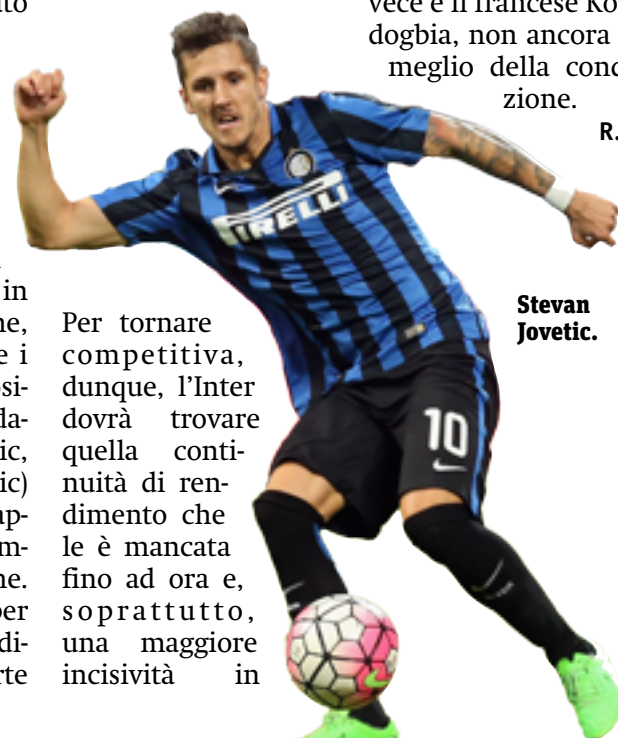 in
Per tornare
competitiva,
dunque, l'Inter
dovrà trovare
quella conti-
nuità di ren-
dimento che
le è mancata
fino ad ora e,
soprattutto,
una maggiore
incisività in
vece è il francese Ko
dogbia, non ancora
meglio della cond
zione.
R.
Stevan
Jovetic.
PIRELLI
10